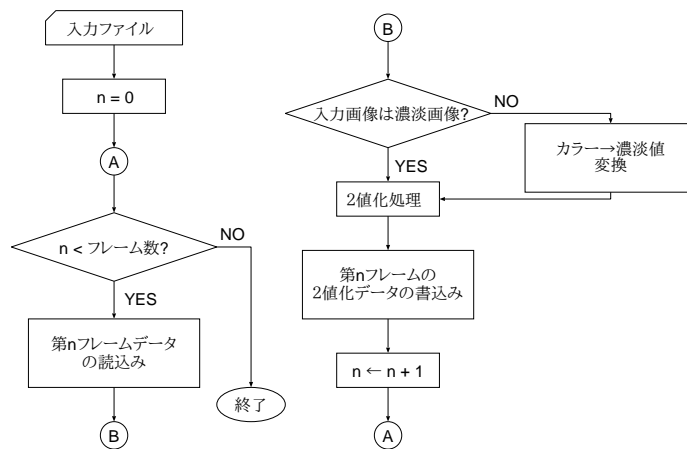 入力ファイル
n = 0
A
n < フレーム数?
NO
YES
第nフレームデータ
の読込み
終了
B
B
入力画像は濃淡画像?
NO
カラー→濃淡値
変換
YES
2値化処理
第nフレームの
2値化データの書込み
n ← n + 1
A